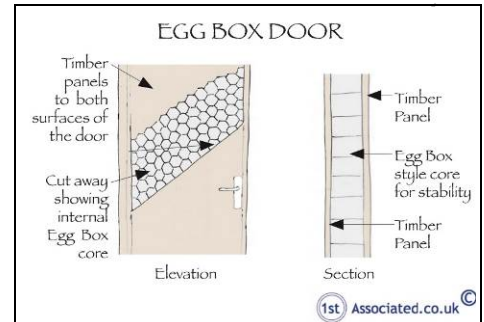 EGG BOX DOOR
Timber
panels
to both
surfaces of
the door
Cut away
showing
internal
Egg Box
core
Elevation
Timber
Panel
Egg Box
style core
for stability
Timber
Panel
Section
1st Associated.co.uk ©